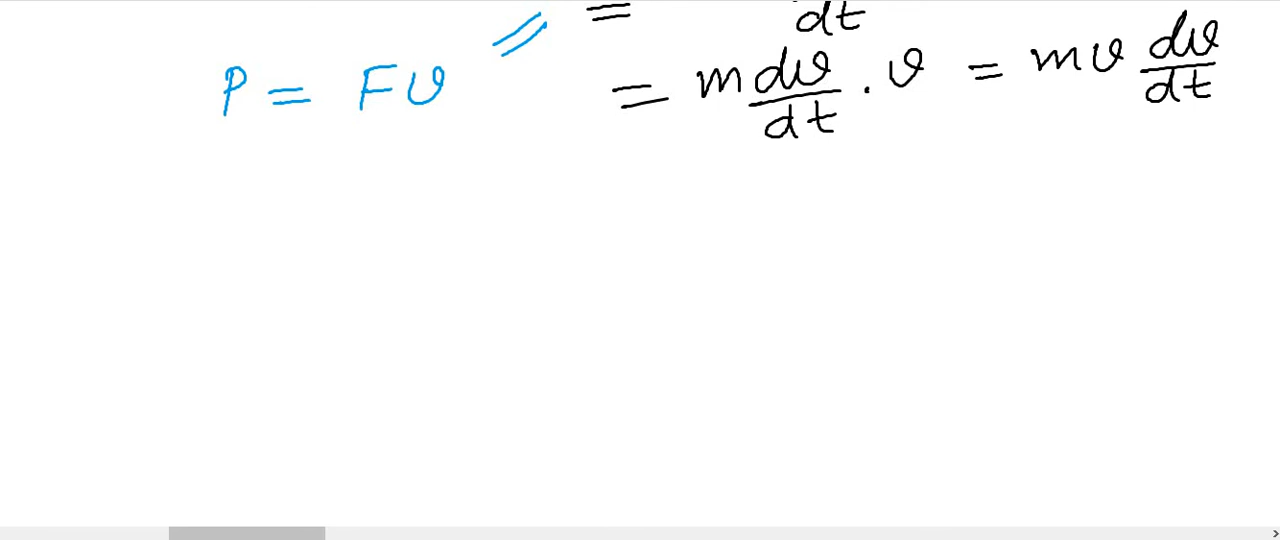 = dt
P = Fv = m dv/dt . v = mv dv/dt